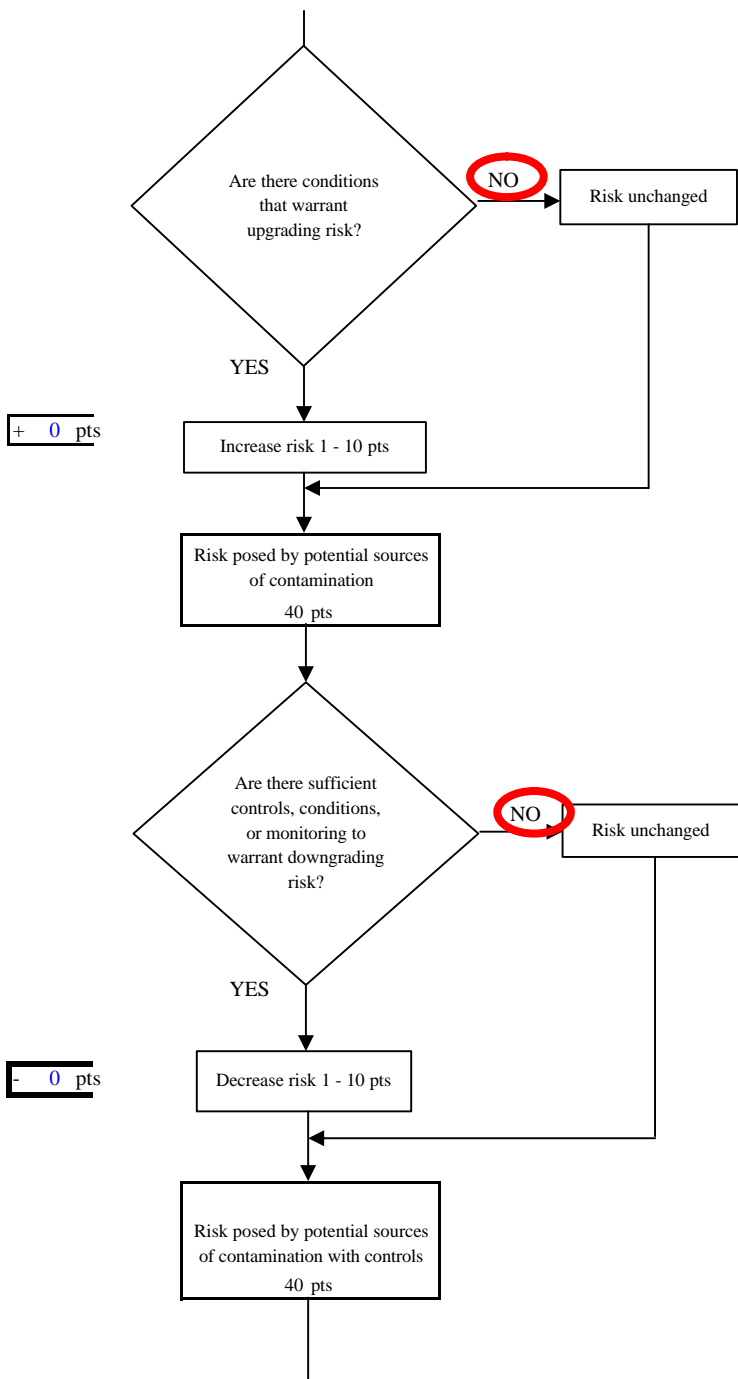 Are there conditions
that warrant
upgrading risk?
NO
Risk unchanged
YES
+ 0 pts
Increase risk 1 - 10 pts
Risk posed by potential sources
of contamination
40 pts
Are there sufficient
controls, conditions,
or monitoring to
warrant downgrading
risk?
NO
Risk unchanged
YES
- 0 pts
Decrease risk 1 - 10 pts
Risk posed by potential sources
of contamination with controls
40 pts